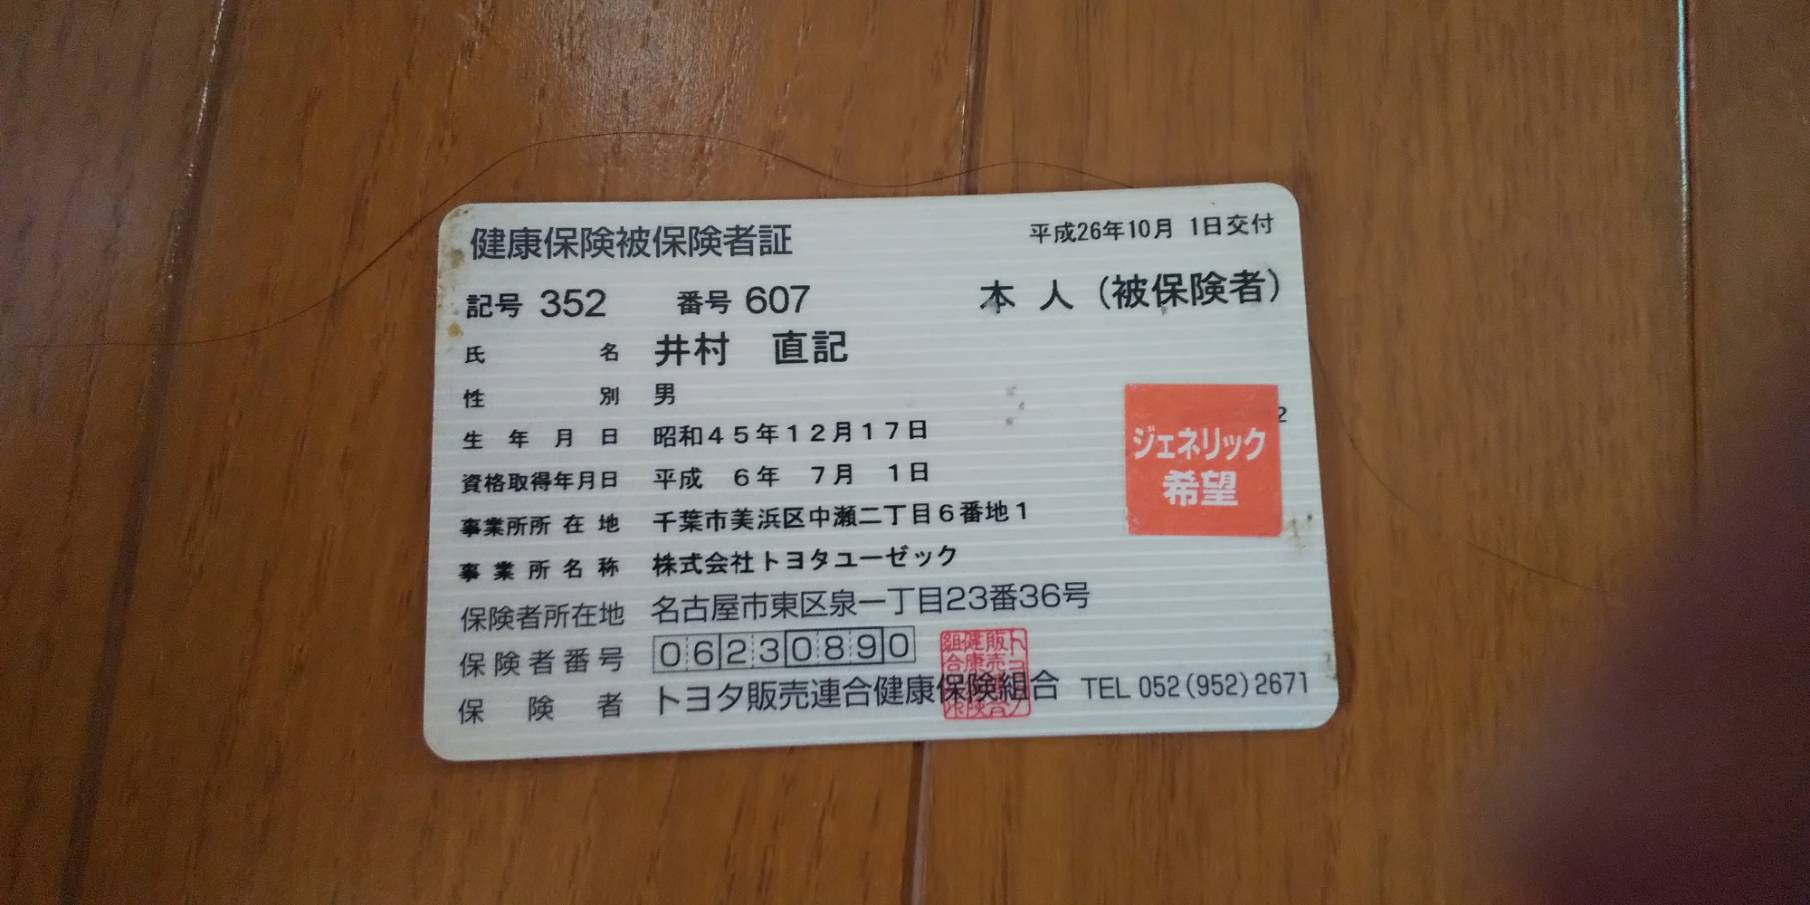 健康保険被保険者証
平成26年10月 1日交付
記号 352 番号 607 本 人 (被保険者)
氏 名 井村 直記
性 別 男
生 年 月 日 昭和45年12月17日
資格取得年月日 平成 6年 7月 1日
事業所所在地 千葉市美浜区中瀬二丁目6番地1
事業所名称 株式会社トヨタユーゼック
保険者所在地 名古屋市東区泉一丁目23番36号
保険者番号 06230890
保 険 者 トヨタ販売連合健康保険組合 TEL 052(952)2671
2
ジェネリック
希望